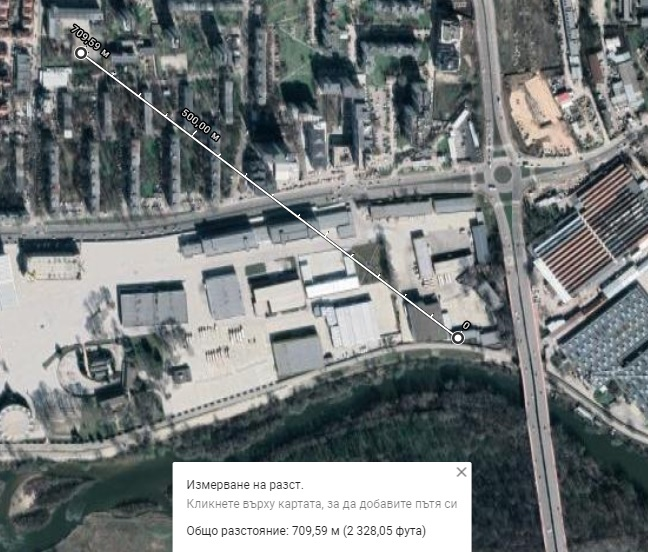 709,59 м
500,00 м
0
Измерване на разст.
Кликнете върху картата, за да добавите пътя си
Общо разстояние: 709,59 м (2 328,05 фута)